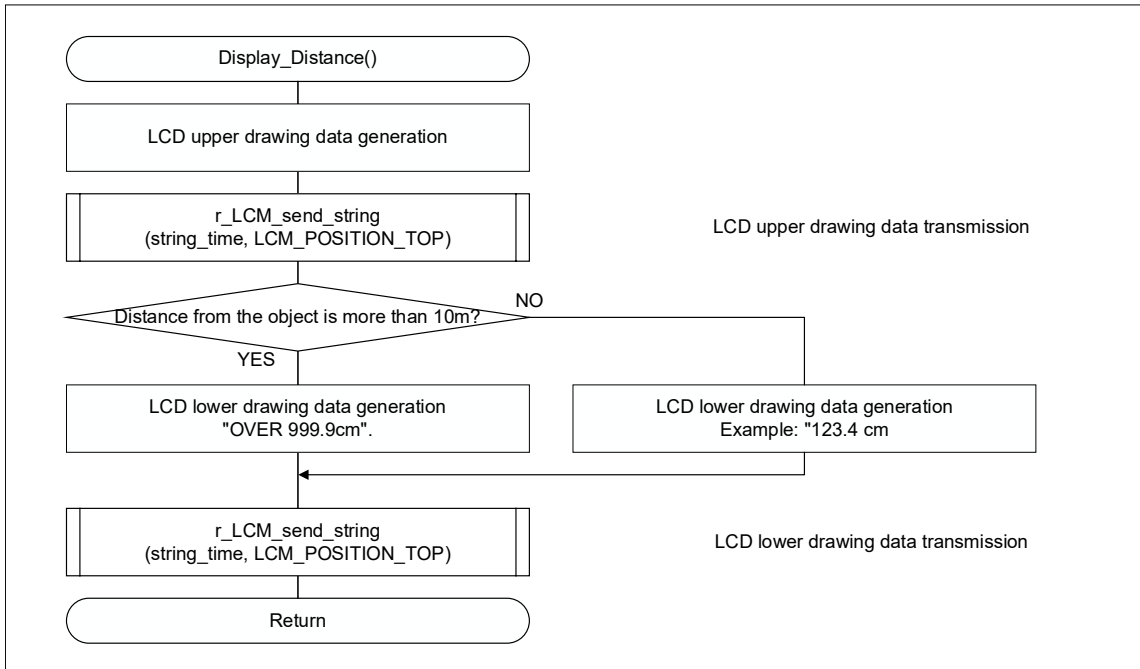 Display_Distance()
LCD upper drawing data generation
r_LCM_send_string
(string_time, LCM_POSITION_TOP)
LCD upper drawing data transmission
NO
Distance from the object is more than 10m?
YES
LCD lower drawing data generation
"OVER 999.9cm".
LCD lower drawing data generation
Example: "123.4 cm
r_LCM_send_string
(string_time, LCM_POSITION_TOP)
LCD lower drawing data transmission
Return